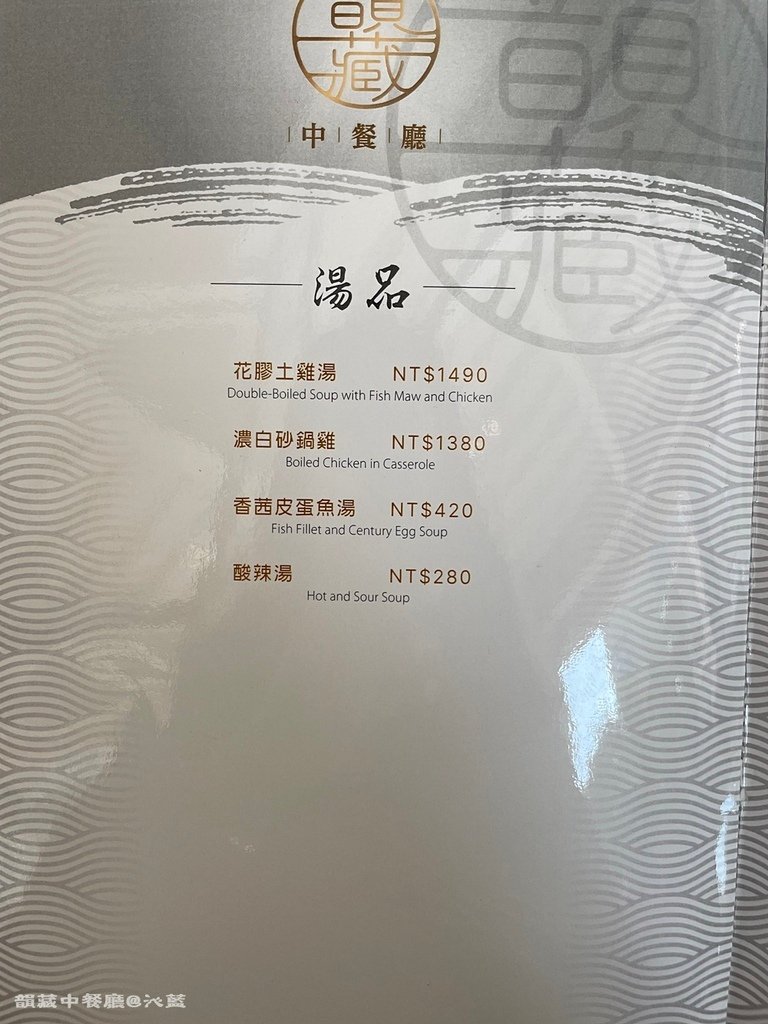 韻藏
中餐廳
湯品
花膠土雞湯 NT$1490
Double-Boiled Soup with Fish Maw and Chicken
濃白砂鍋雞 NT$1380
Boiled Chicken in Casserole
香茜皮蛋魚湯 NT$420
Fish Fillet and Century Egg Soup
酸辣湯 NT$280
Hot and Sour Soup
韻藏中餐廳@沁藍